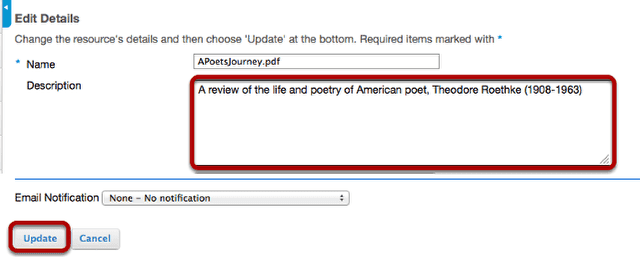 Edit Details
Change the resource's details and then choose 'Update' at the bottom. Required items marked with *
* Name APoetsJourney.pdf
Description A review of the life and poetry of American poet, Theodore Roethke (1908-1963)
Email Notification None - No notification
Update Cancel